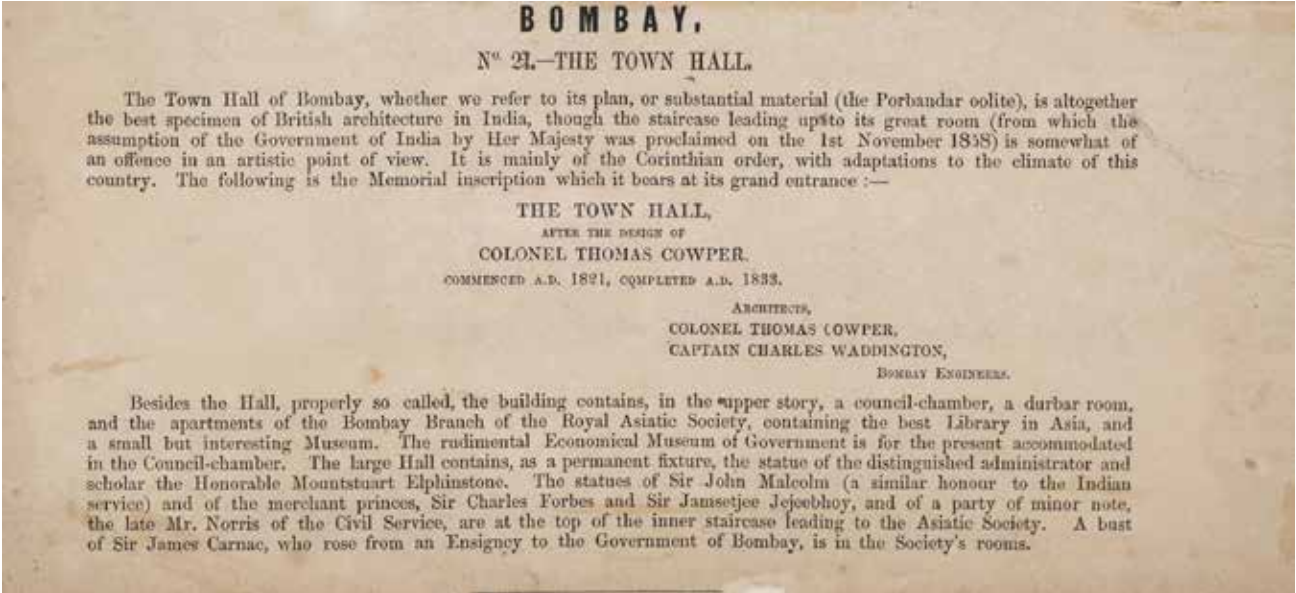 BOMBAY.
No. 21.—THE TOWN HALL.
The Town Hall of Bombay, whether we refer to its plan, or substantial material (the Porbandar oolite), is altogether
the best specimen of British architecture in India, though the staircase leading up to its great room (from which the
assumption of the Government of India by Her Majesty was proclaimed on the 1st November 1858) is somewhat of
an offence in an artistic point of view. It is mainly of the Corinthian order, with adaptations to the climate of this
country. The following is the Memorial inscription which it bears at its grand entrance :—
THE TOWN HALL,
AFTER THE DESIGN OF
COLONEL THOMAS COWPER.
COMMENCED A.D. 1821, COMPLETED A.D. 1833.
ARCHITECTS,
COLONEL THOMAS COWPER,
CAPTAIN CHARLES WADDINGTON,
BOMBAY ENGINEERS.
Besides the Hall, properly so called, the building contains, in the upper story, a council-chamber, a durbar room,
and the apartments of the Bombay Branch of the Royal Asiatic Society, containing the best Library in Asia, and
a small but interesting Museum. The rudimental Economical Museum of Government is for the present accommodated
in the Council-chamber. The large Hall contains, as a permanent fixture, the statue of the distinguished administrator and
scholar the Honorable Mountstuart Elphinstone. The statues of Sir John Malcolm (a similar honour to the Indian
service) and of the merchant princes, Sir Charles Forbes and Sir Jamsetjee Jejeebhoy, and of a party of minor note,
the late Mr. Norris of the Civil Service, are at the top of the inner staircase leading to the Asiatic Society. A bust
of Sir James Carnac, who rose from an Ensigncy to the Government of Bombay, is in the Society's rooms.